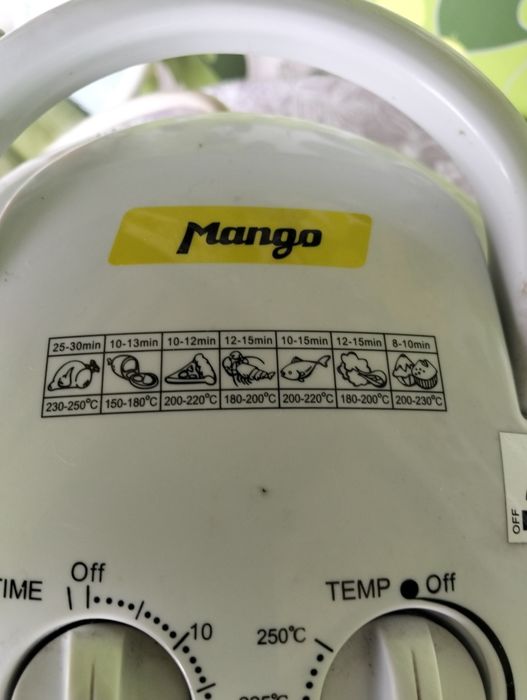 Mango
25-30min 10-13min 10-12min 12-15min 10-15min 12-15min 8-10min
230-250°C 150-180°C 200-220°C 180-200°C 200-220°C 180-200°C 200-230°C
OFF
Off
TEMP Off
10 250°C